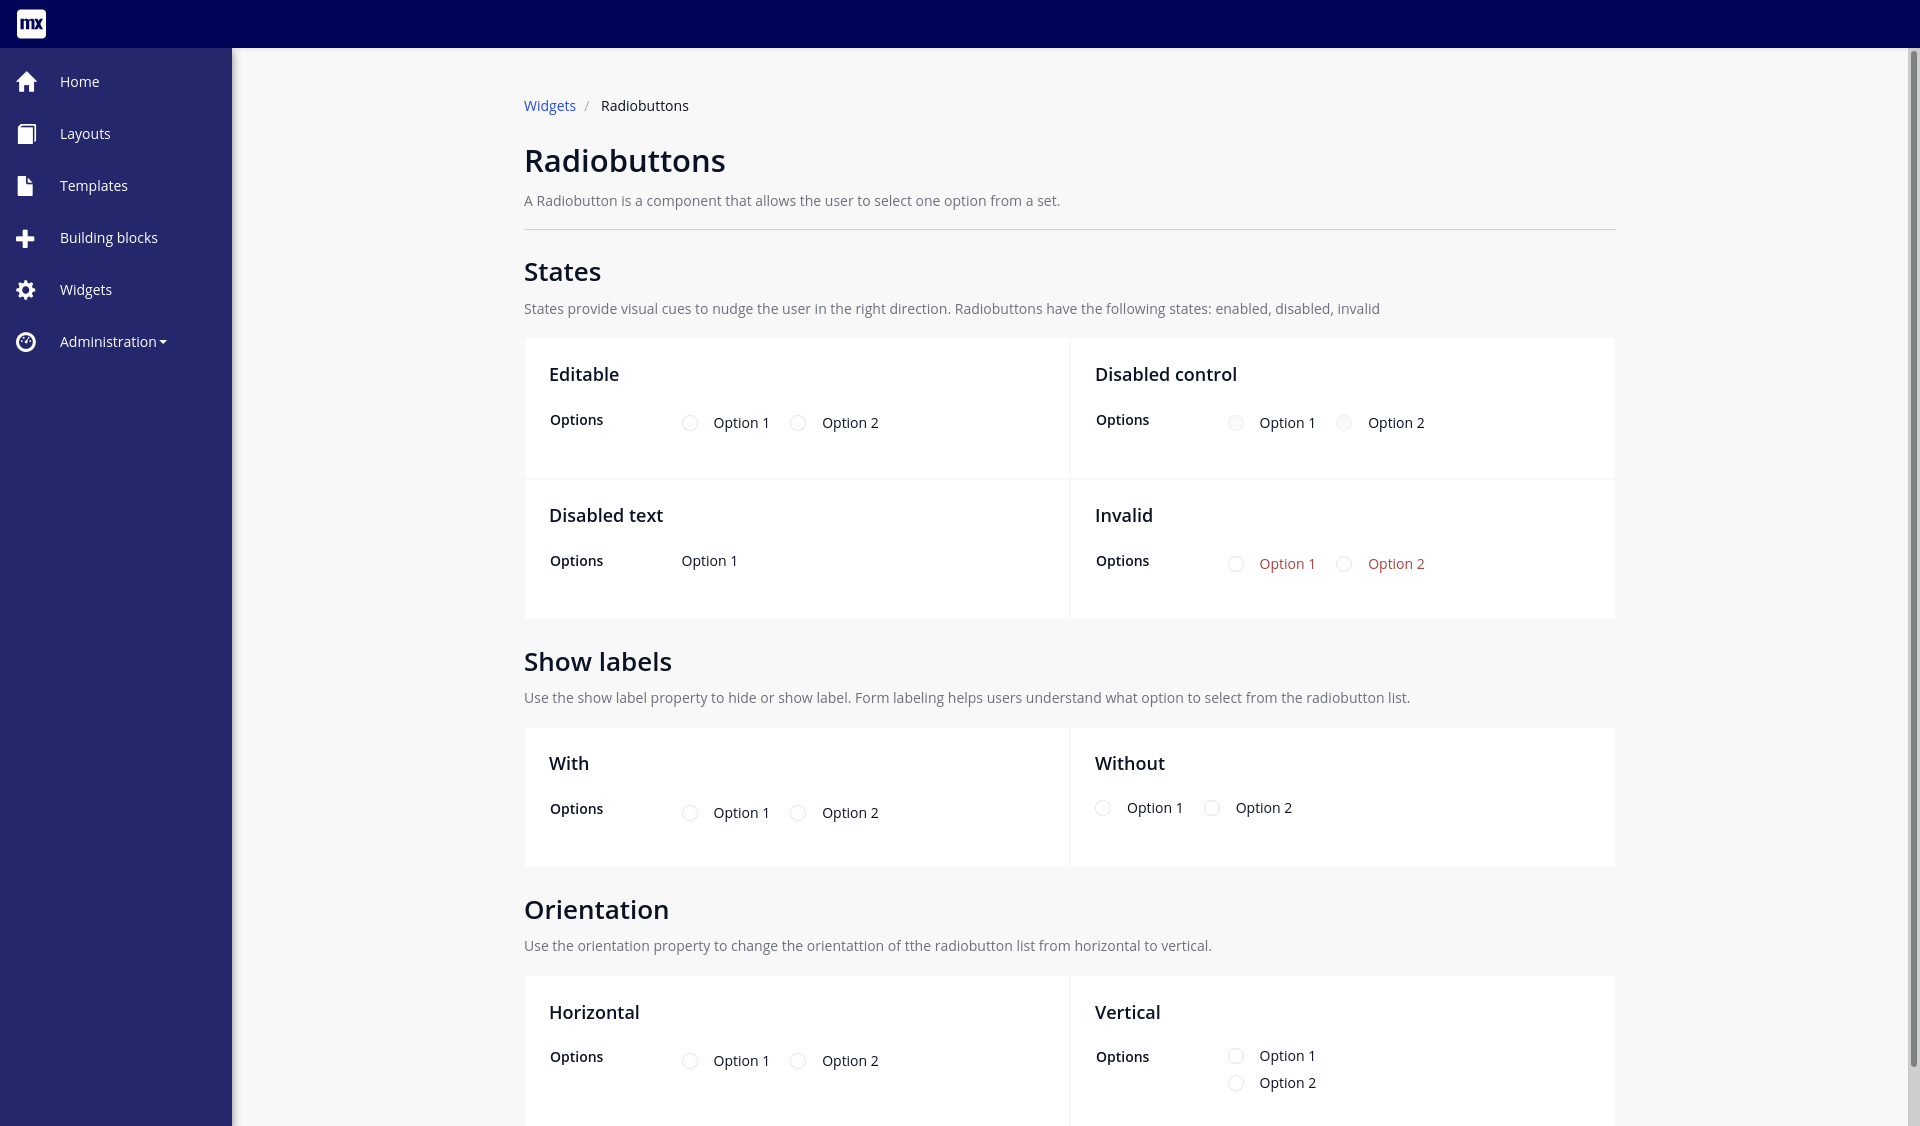 mx
Home
Layouts
Templates
Building blocks
Widgets
Administration
Widgets / Radiobuttons
Radiobuttons
A Radiobutton is a component that allows the user to select one option from a set.
States
States provide visual cues to nudge the user in the right direction. Radiobuttons have the following states: enabled, disabled, invalid
Editable
Options Option 1 Option 2
Disabled control
Options Option 1 Option 2
Disabled text
Options Option 1
Invalid
Options Option 1 Option 2
Show labels
Use the show label property to hide or show label. Form labeling helps users understand what option to select from the radiobutton list.
With
Options Option 1 Option 2
Without
Option 1 Option 2
Orientation
Use the orientation property to change the orientattion of tthe radiobutton list from horizontal to vertical.
Horizontal
Options Option 1 Option 2
Vertical
Options Option 1
Option 2